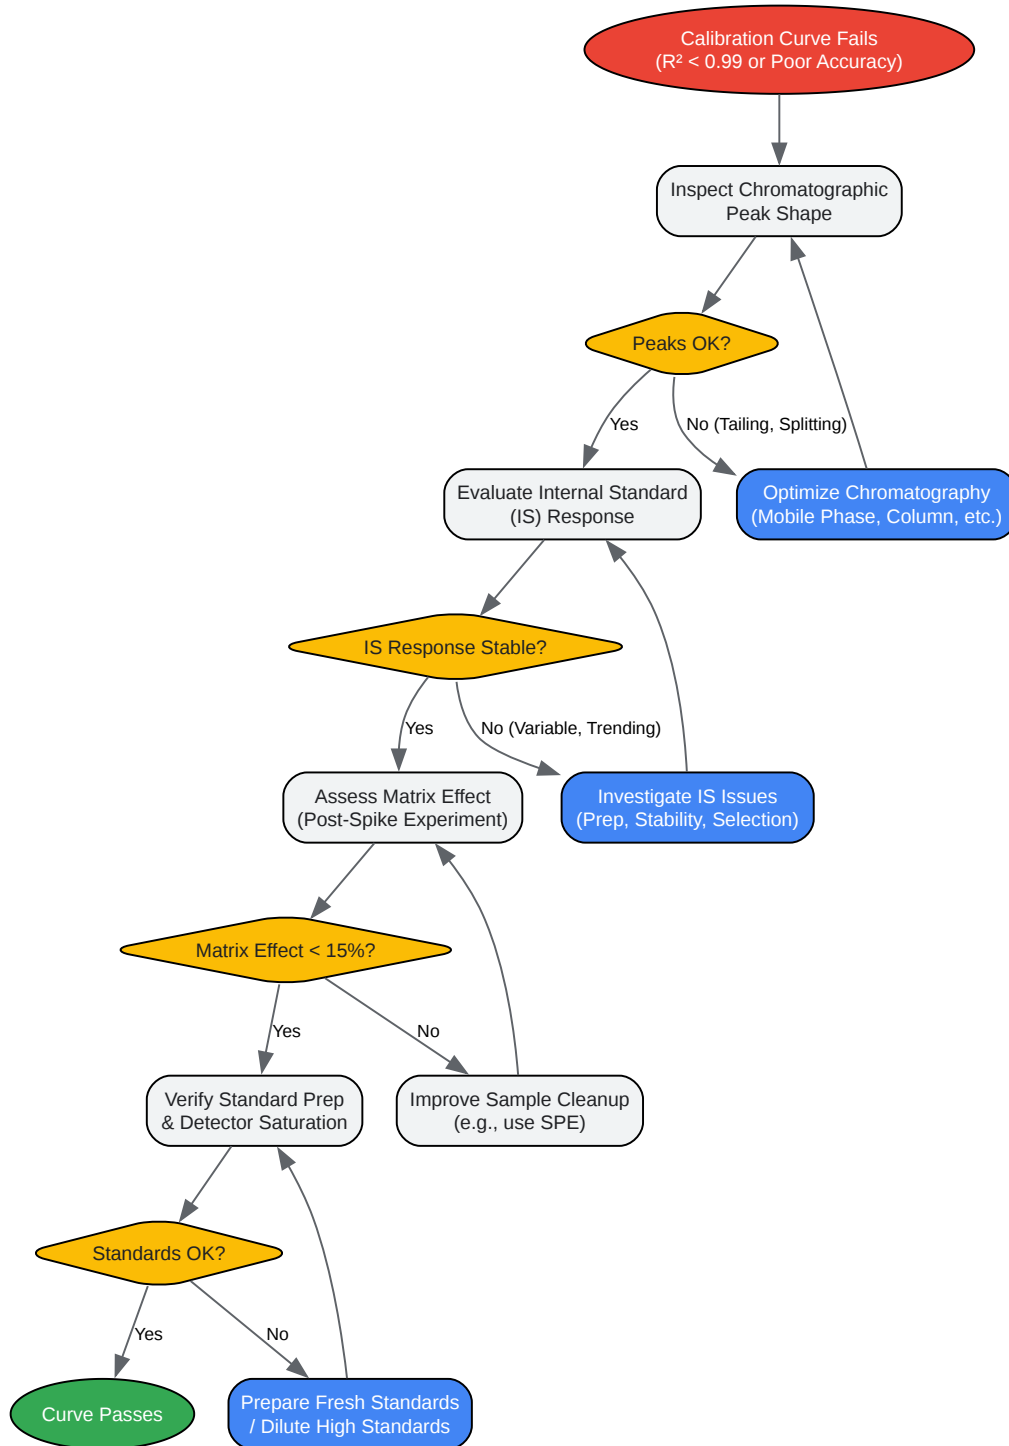 Calibration Curve Fails
(R² < 0.99 or Poor Accuracy)
Inspect Chromatographic
Peak Shape
Peaks OK?
Yes
No (Tailing, Splitting)
Evaluate Internal Standard
(IS) Response
Optimize Chromatography
(Mobile Phase, Column, etc.)
IS Response Stable?
Yes
No (Variable, Trending)
Assess Matrix Effect
(Post-Spike Experiment)
Investigate IS Issues
(Prep, Stability, Selection)
Matrix Effect < 15%?
Yes
No
Verify Standard Prep
& Detector Saturation
Improve Sample Cleanup
(e.g., use SPE)
Standards OK?
Yes
No
Curve Passes
Prepare Fresh Standards
/ Dilute High Standards